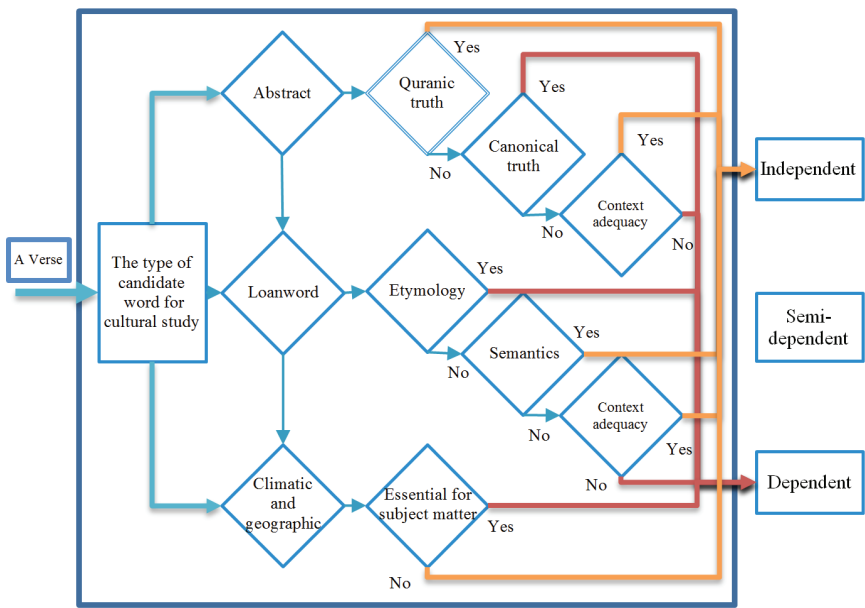 Yes
Abstract
Quranic
truth
Yes
No
Canonical
truth
Yes
No
Context
adequacy
No
Independent
A Verse
The type of
candidate
word for
cultural study
Loanword
Etymology
Yes
No
Semantics
Yes
No
Context
adequacy
Yes
No
Semi-
dependent
Dependent
Climatic
and
geographic
Essential for
subject matter
Yes
No